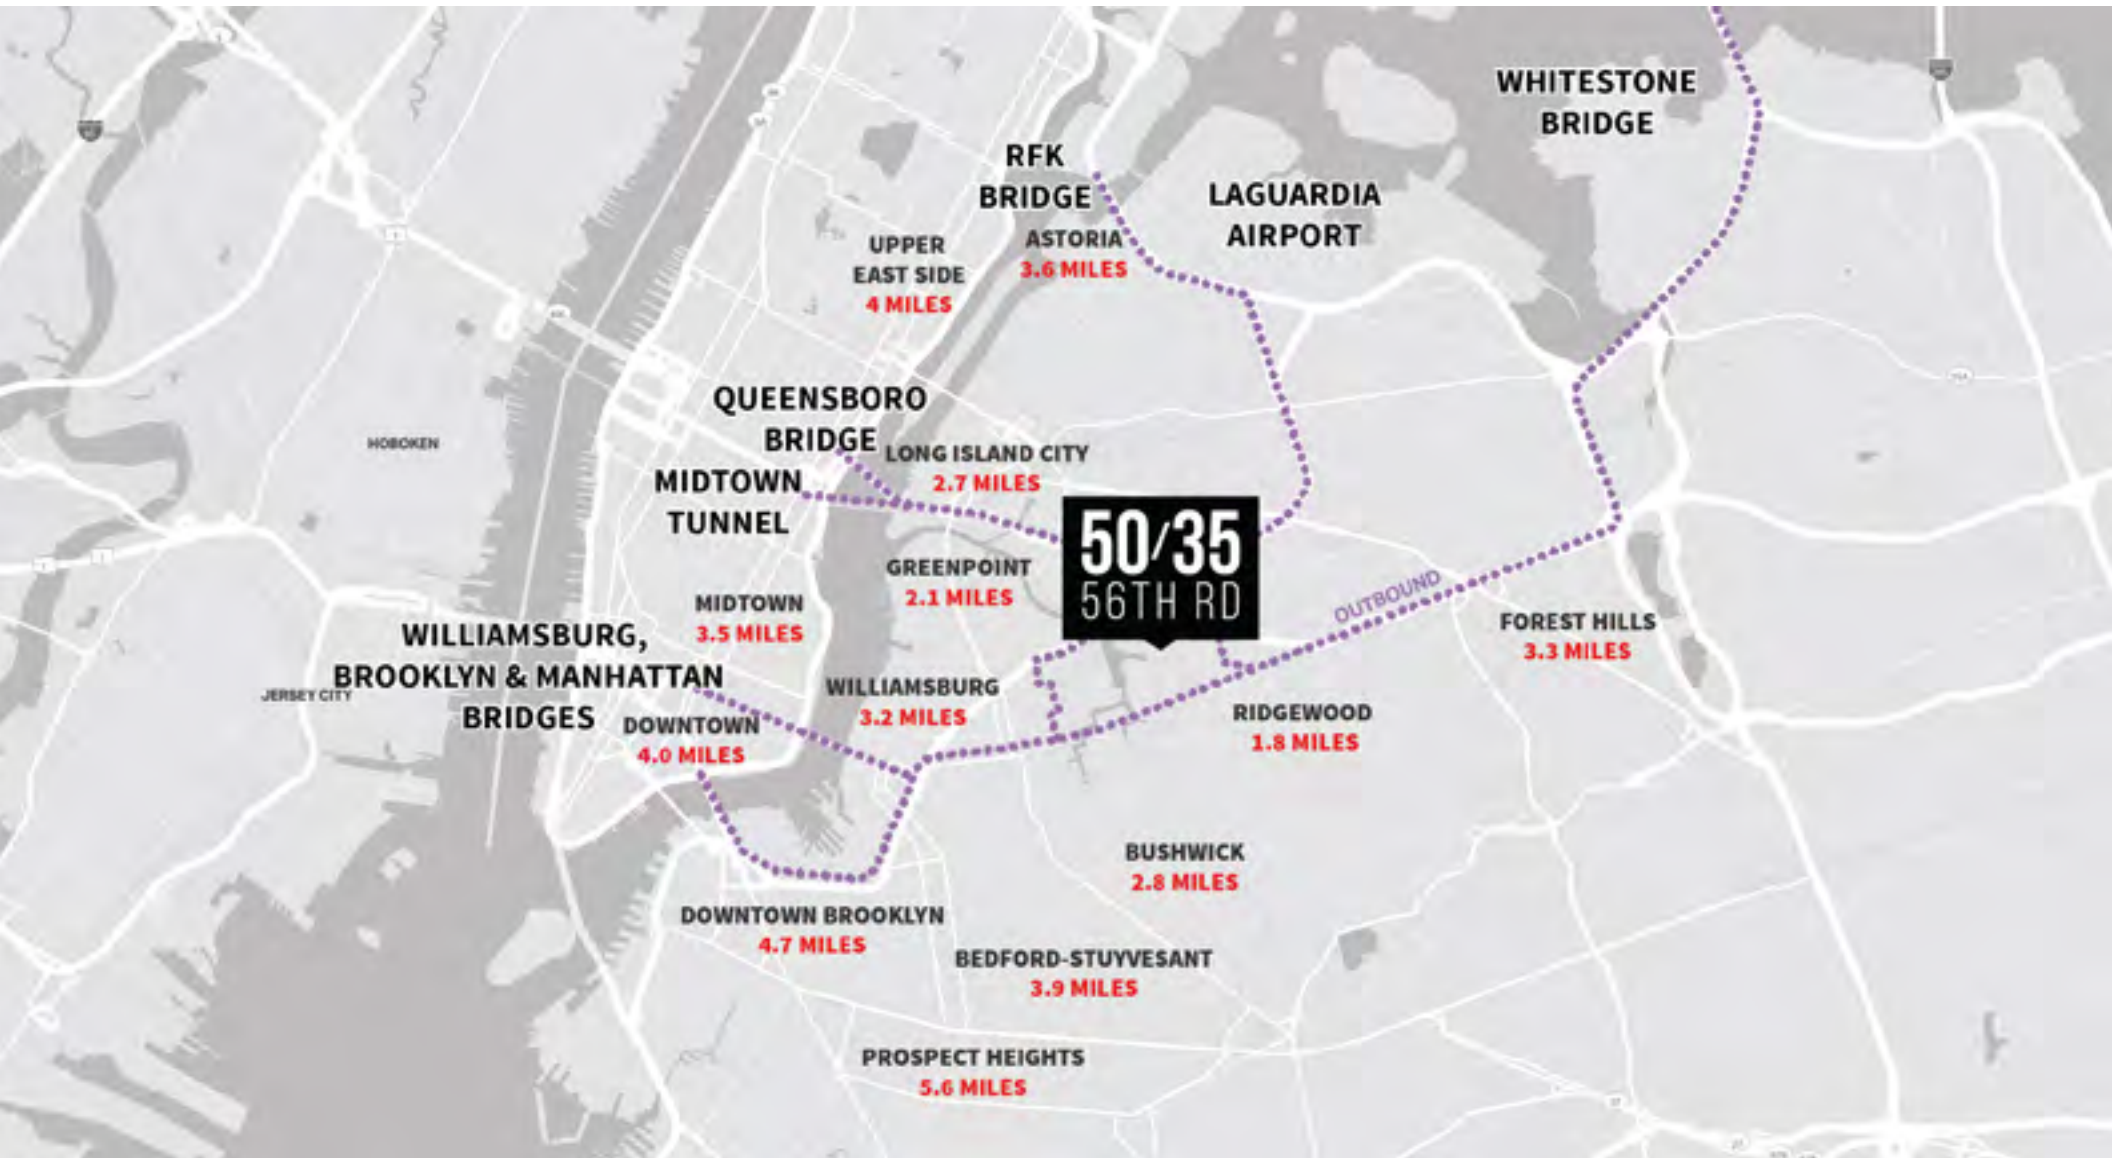 WHITESTONE
BRIDGE
RFK
BRIDGE
LAGUARDIA
AIRPORT
UPPER
EAST SIDE
4 MILES
ASTORIA
3.6 MILES
QUEENSBORO
BRIDGE
HOBOKEN
LONG ISLAND CITY
2.7 MILES
MIDTOWN
TUNNEL
50/35
56TH RD
GREENPOINT
2.1 MILES
OUTBOUND
MIDTOWN
3.5 MILES
FOREST HILLS
3.3 MILES
WILLIAMSBURG,
BROOKLYN & MANHATTAN
BRIDGES
JERSEY CITY
WILLIAMSBURG
3.2 MILES
DOWNTOWN
4.0 MILES
RIDGEWOOD
1.8 MILES
BUSHWICK
2.8 MILES
DOWNTOWN BROOKLYN
4.7 MILES
BEDFORD-STUYVESANT
3.9 MILES
PROSPECT HEIGHTS
5.6 MILES